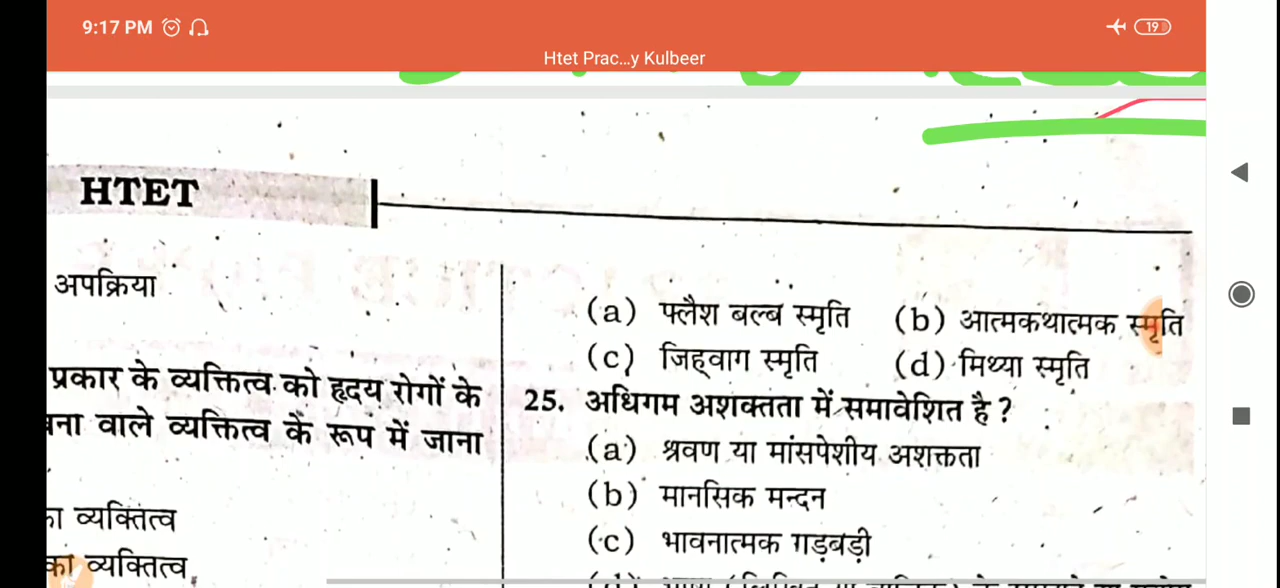 9:17 PM
19
Htet Prac...y Kulbeer
HTET
अपक्रिया
प्रकार के व्यक्तित्व को हृदय रोगों के
वाले व्यक्तित्व के रूप में जाना
व्यक्तित्व
व्यक्तित्व
(a) फ्लैश बल्ब स्मृति (b) आत्मकथात्मक स्मृति
(c) जिह्वाग स्मृति (d) मिथ्या स्मृति
25. अधिगम अशक्तता में समावेशित है ?
(a) श्रवण या मांसपेशीय अशक्तता
(b) मानसिक मन्दन
(c) भावनात्मक गड़बड़ी